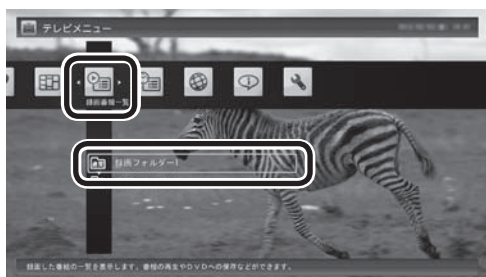 テレビメニュー
録画番組一覧
録画フォルダー1
録画した番組の一覧を表示します。番組の再生やDVDへの保存などができます。